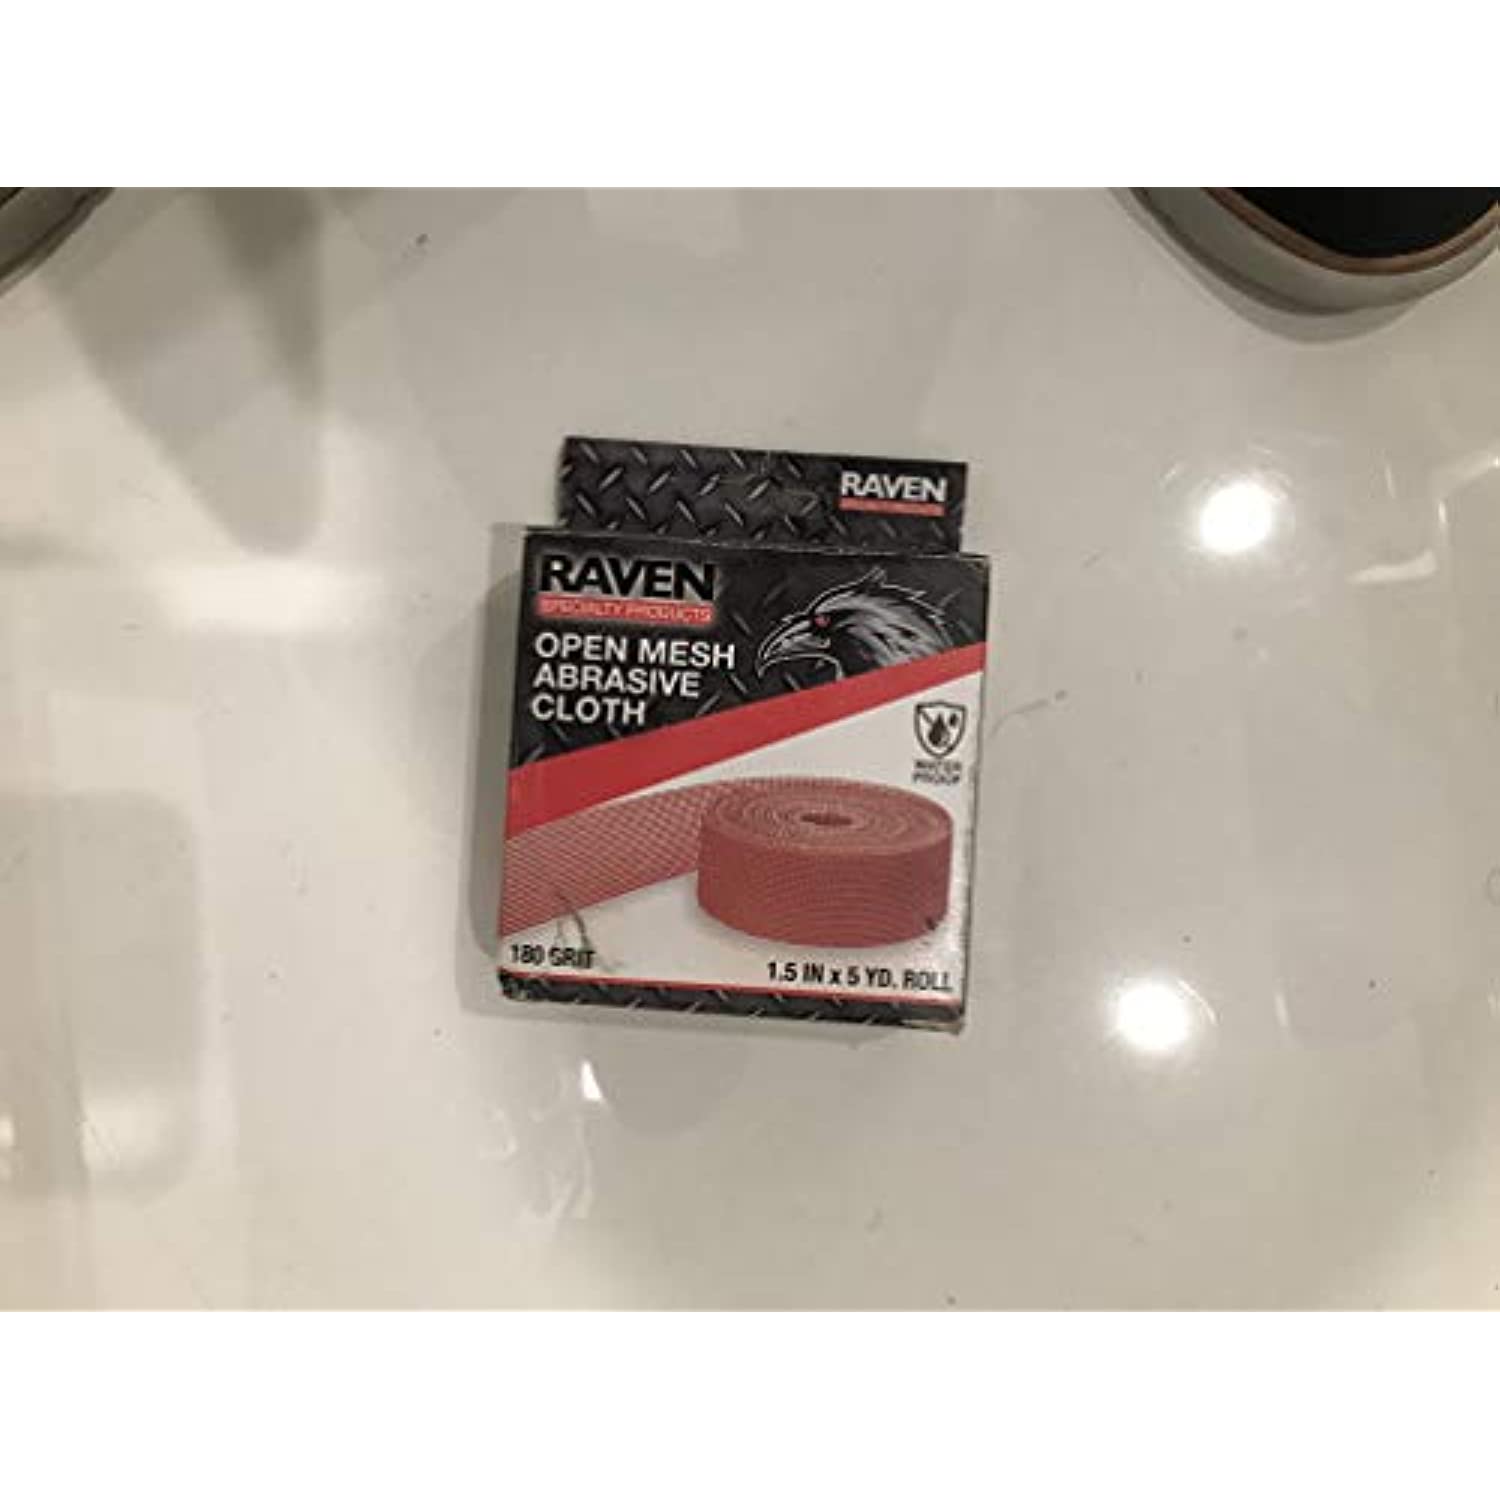 RAVEN
RAVEN
SPECIALTY PRODUCTS
OPEN MESH
ABRASIVE
CLOTH
WATER
PROOF
180 GRIT
1.5 IN x 5 YD. ROLL